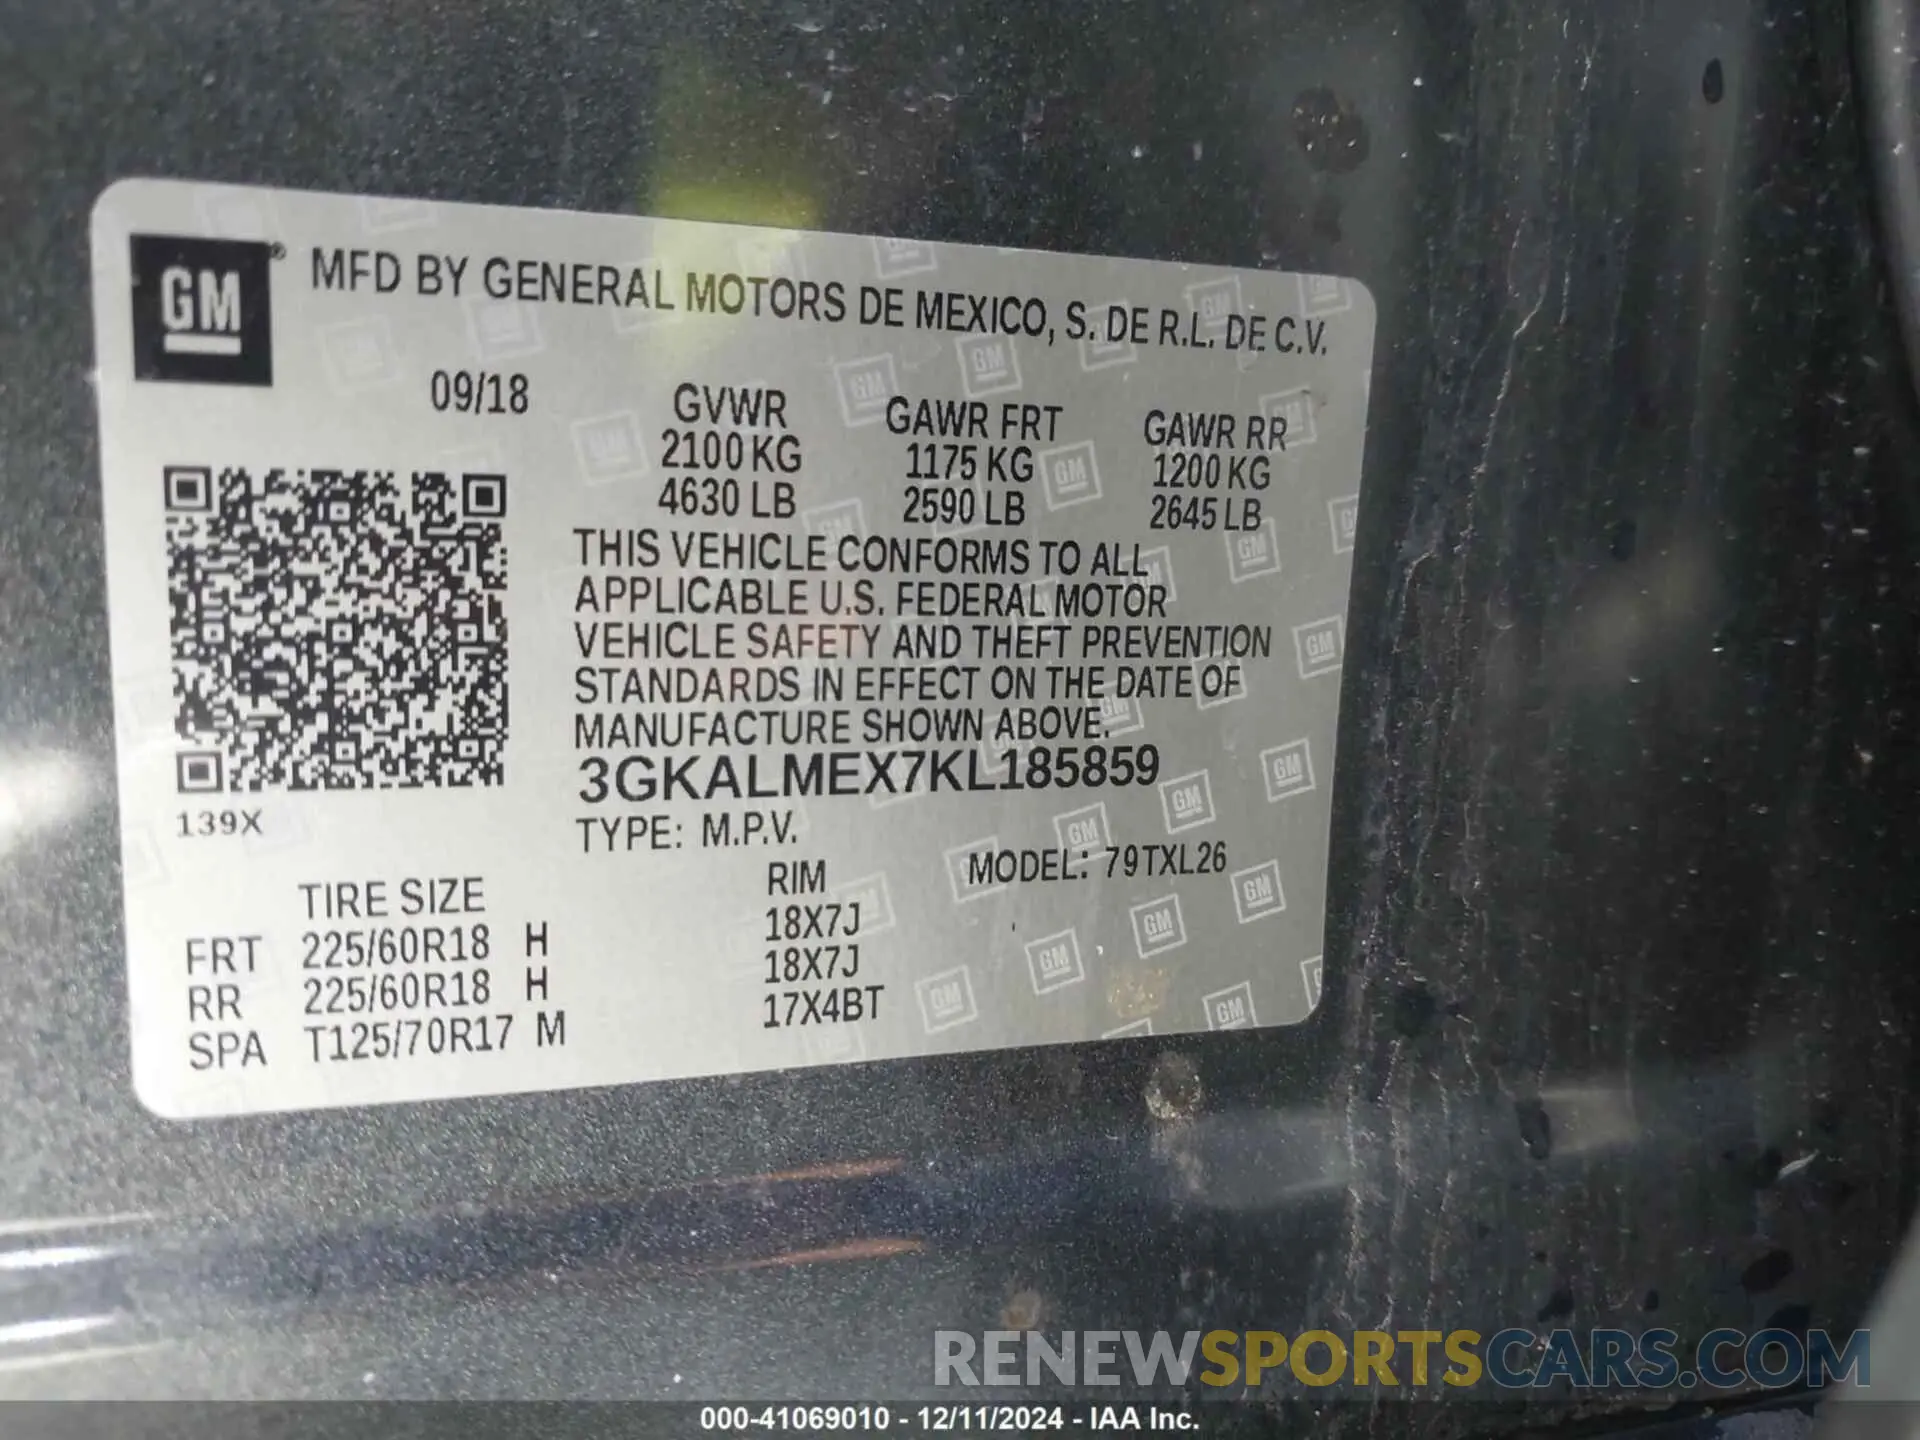 GM ® MFD BY GENERAL MOTORS DE MEXICO, S. DE R.L. DE C.V.
09/18
GVWR GAWR FRT GAWR RR
2100 KG 1175 KG 1200 KG
4630 LB 2590 LB 2645 LB
THIS VEHICLE CONFORMS TO ALL
APPLICABLE U.S. FEDERAL MOTOR
VEHICLE SAFETY AND THEFT PREVENTION
STANDARDS IN EFFECT ON THE DATE OF
MANUFACTURE SHOWN ABOVE.
3GKALMEX7KL185859
139X
TYPE: M.P.V. MODEL: 79TXL26
TIRE SIZE RIM
FRT 225/60R18 H 18X7J
RR 225/60R18 H 18X7J
SPA T125/70R17 M 17X4BT
RENEWSPORTSCARS.COM
000-41069010 - 12/11/2024 - IAA Inc.